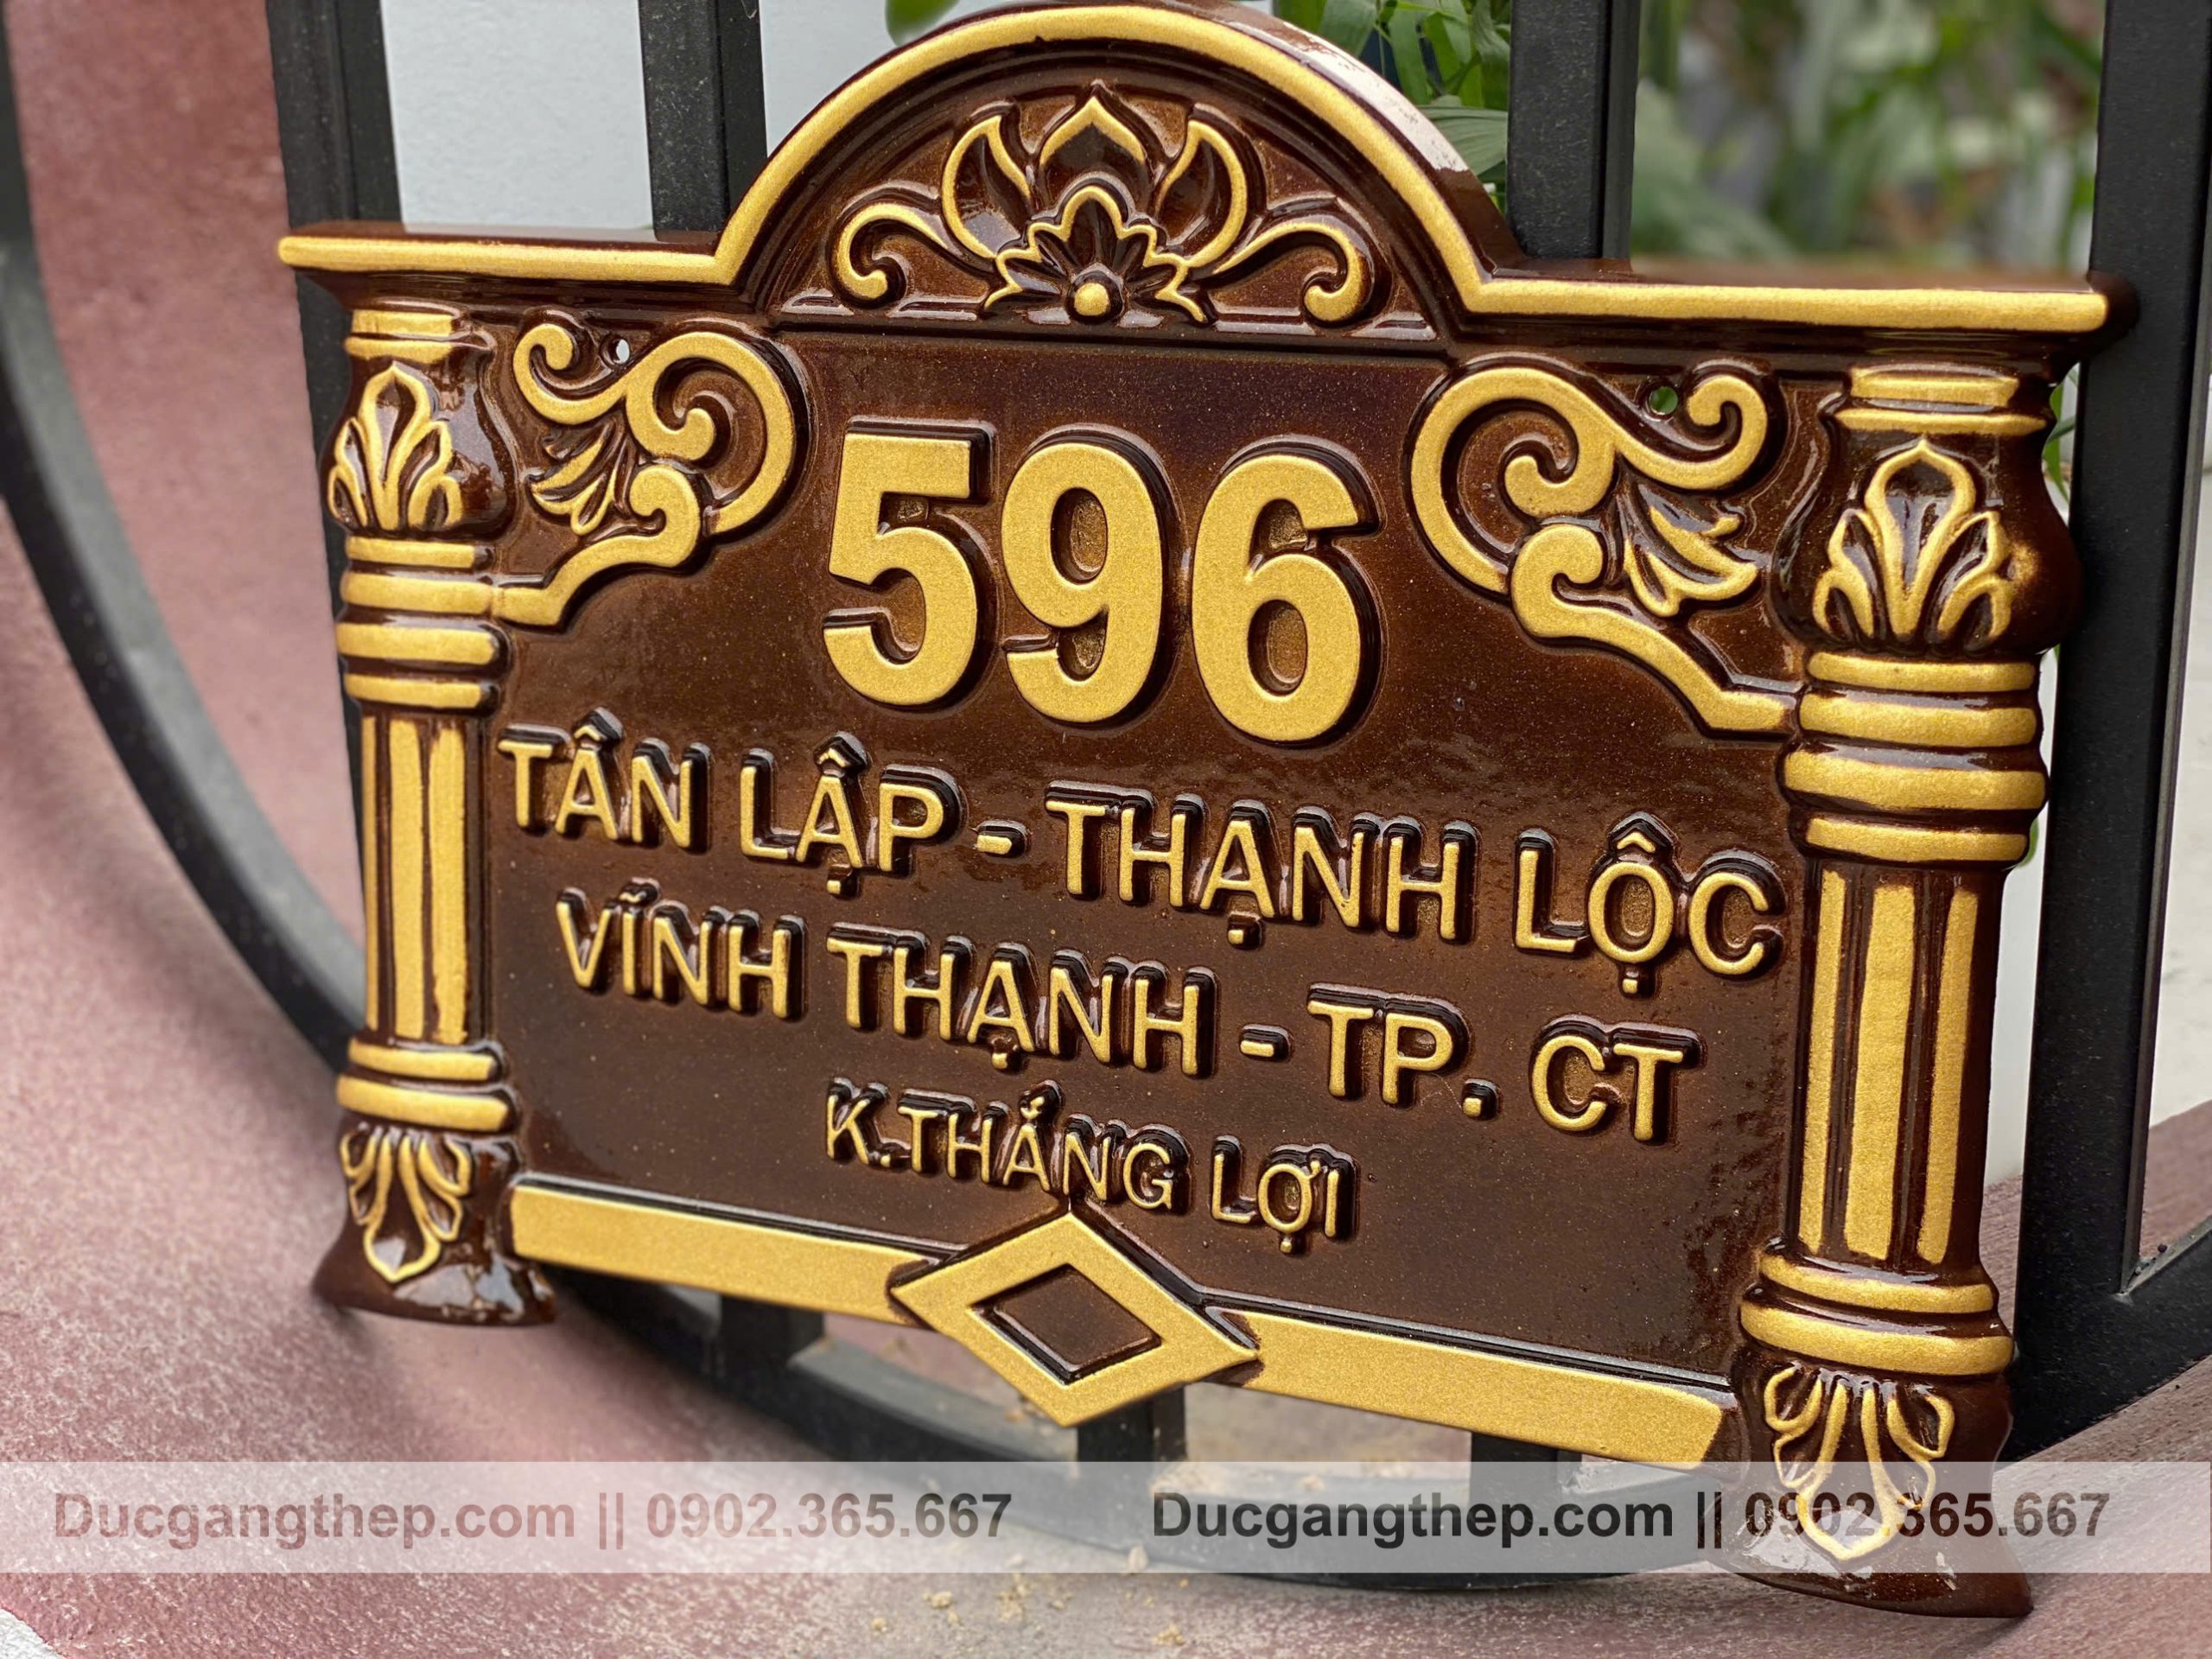 596
TÂN LẬP - THẠNH LỘC
VĨNH THẠNH - TP. CT
K.THẮNG LỢI
Ducgangthep.com || 0902.365.667 Ducgangthep.com || 0902.365.667